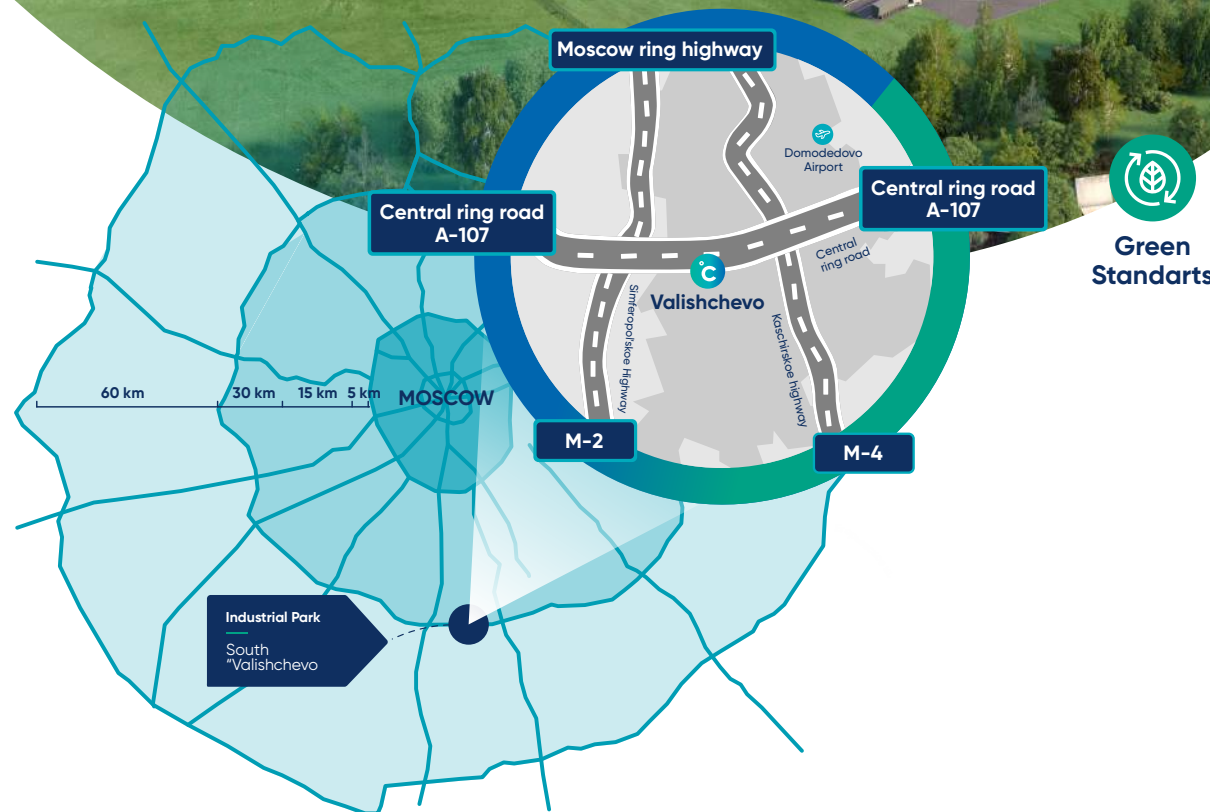 Moscow ring highway
Domodedovo
Airport
Central ring road
A-107
Central ring road
A-107
Central
ring road
°C
Valishchevo
Simferopol'skoe Highway
Kaschirskoe highway
M-2
M-4
Green
Standarts
60 km
30 km
15 km
5 km
MOSCOW
Industrial Park
South
"Valishchevo